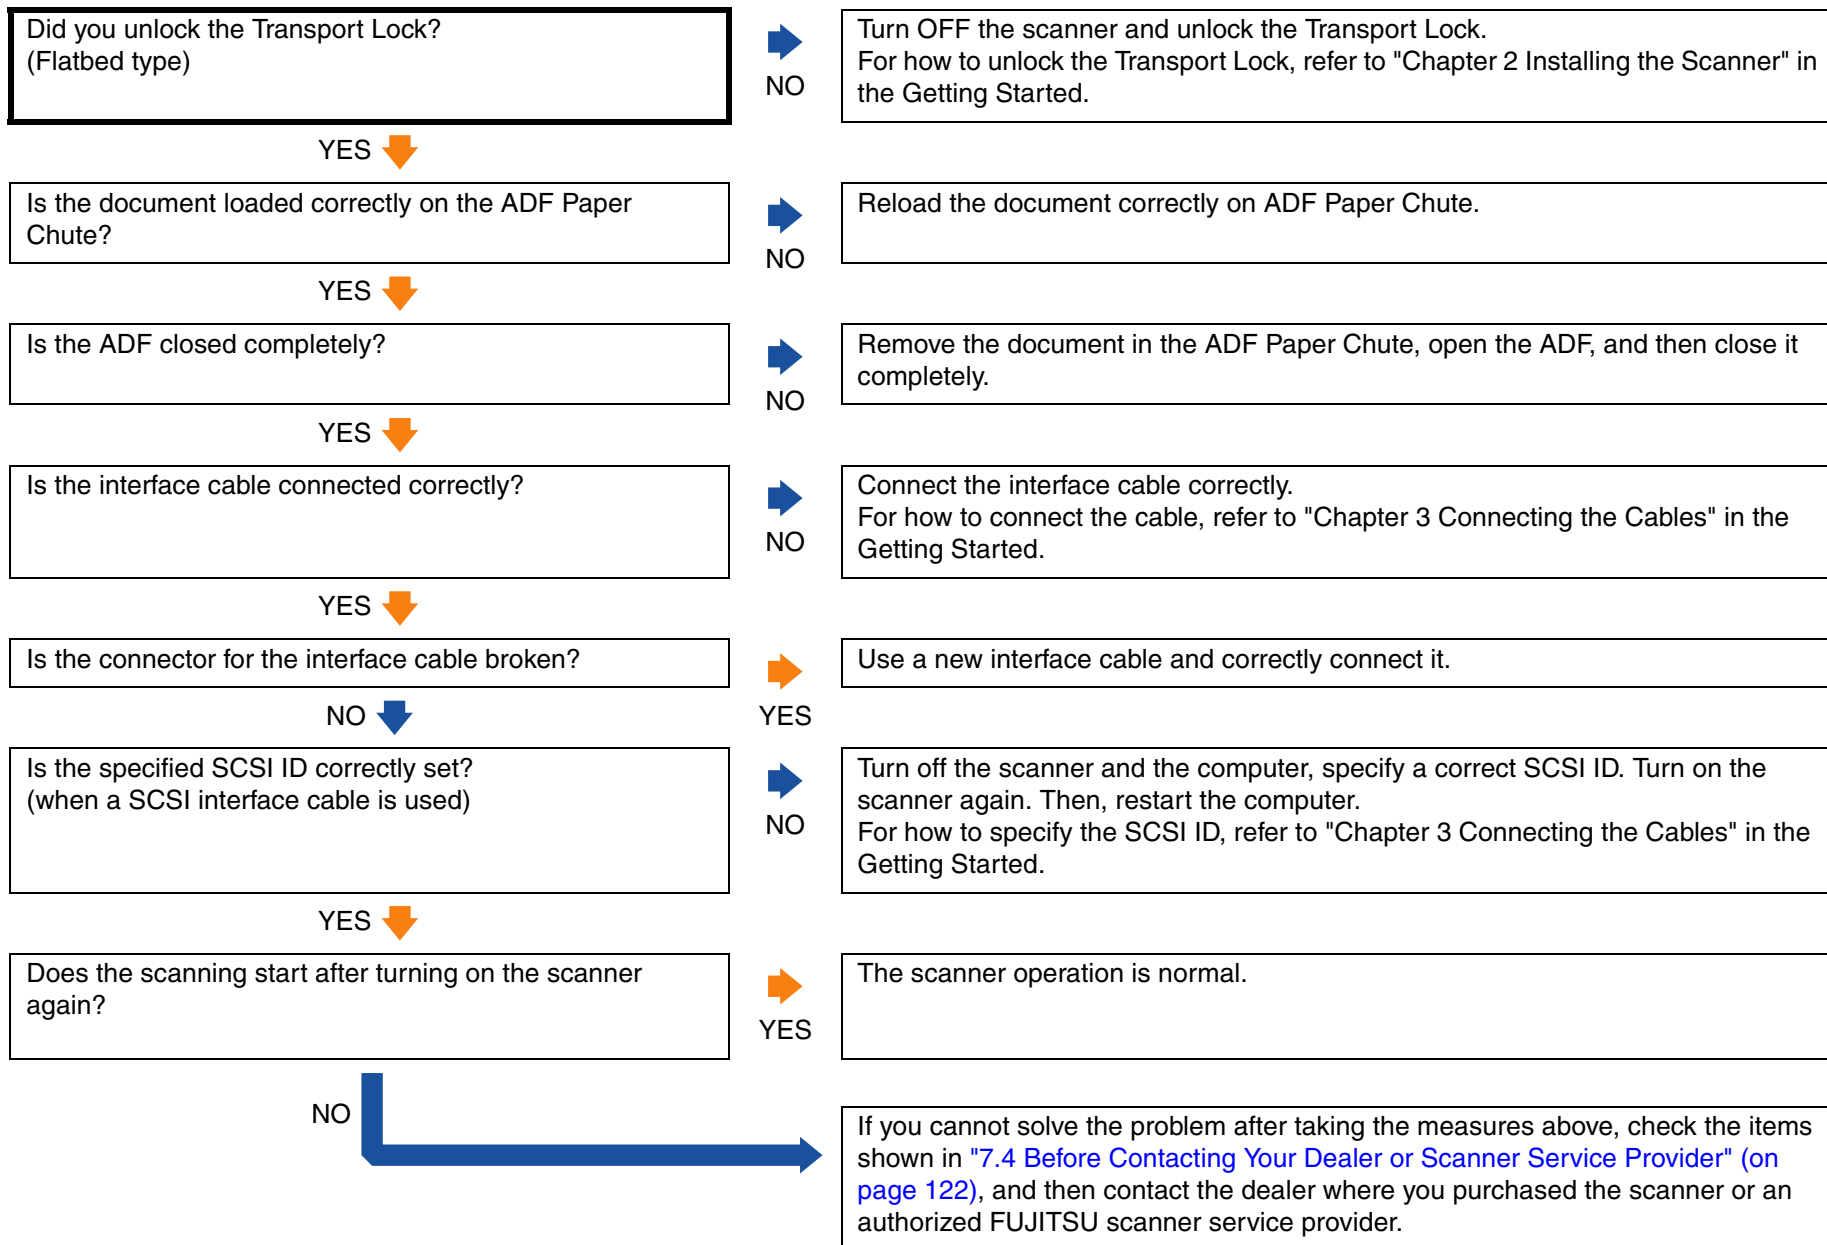 Did you unlock the Transport Lock?
(Flatbed type)
NO
Turn OFF the scanner and unlock the Transport Lock.
For how to unlock the Transport Lock, refer to "Chapter 2 Installing the Scanner" in
the Getting Started.
YES
Is the document loaded correctly on the ADF Paper
Chute?
NO
Reload the document correctly on ADF Paper Chute.
YES
Is the ADF closed completely?
NO
Remove the document in the ADF Paper Chute, open the ADF, and then close it
completely.
YES
Is the interface cable connected correctly?
NO
Connect the interface cable correctly.
For how to connect the cable, refer to "Chapter 3 Connecting the Cables" in the
Getting Started.
YES
Is the connector for the interface cable broken?
YES
Use a new interface cable and correctly connect it.
NO
Is the specified SCSI ID correctly set?
(when a SCSI interface cable is used)
NO
Turn off the scanner and the computer, specify a correct SCSI ID. Turn on the
scanner again. Then, restart the computer.
For how to specify the SCSI ID, refer to "Chapter 3 Connecting the Cables" in the
Getting Started.
YES
Does the scanning start after turning on the scanner
again?
YES
The scanner operation is normal.
NO
If you cannot solve the problem after taking the measures above, check the items
shown in "7.4 Before Contacting Your Dealer or Scanner Service Provider" (on
page 122), and then contact the dealer where you purchased the scanner or an
authorized FUJITSU scanner service provider.